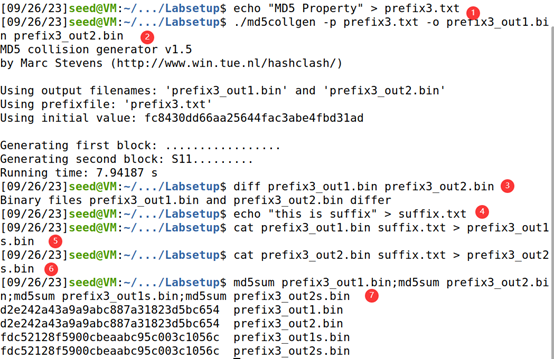 [09/26/23]seed@VM:~/.../Labsetup$ echo "MD5 Property" > prefix3.txt 1
[09/26/23]seed@VM:~/.../Labsetup$ ./md5collgen -p prefix3.txt -o prefix3_out1.bi
n prefix3_out2.bin 2
MD5 collision generator v1.5
by Marc Stevens (http://www.win.tue.nl/hashclash/)
Using output filenames: 'prefix3_out1.bin' and 'prefix3_out2.bin'
Using prefixfile: 'prefix3.txt'
Using initial value: fc8430dd66aa25644fac3abe4fbd31ad
Generating first block: .................
Generating second block: S11.........
Running time: 7.94187 s
[09/26/23]seed@VM:~/.../Labsetup$ diff prefix3_out1.bin prefix3_out2.bin 3
Binary files prefix3_out1.bin and prefix3_out2.bin differ
[09/26/23]seed@VM:~/.../Labsetup$ echo "this is suffix" > suffix.txt 4
[09/26/23]seed@VM:~/.../Labsetup$ cat prefix3_out1.bin suffix.txt > prefix3_out1
s.bin 5
[09/26/23]seed@VM:~/.../Labsetup$ cat prefix3_out2.bin suffix.txt > prefix3_out2
s.bin 6
[09/26/23]seed@VM:~/.../Labsetup$ md5sum prefix3_out1.bin;md5sum prefix3_out2.bi
n;md5sum prefix3_out1s.bin;md5sum prefix3_out2s.bin 7
d2e242a43a9a9abc887a31823d5bc654  prefix3_out1.bin
d2e242a43a9a9abc887a31823d5bc654  prefix3_out2.bin
fdc52128f5900cbeaabc95c003c1056c  prefix3_out1s.bin
fdc52128f5900cbeaabc95c003c1056c  prefix3_out2s.bin